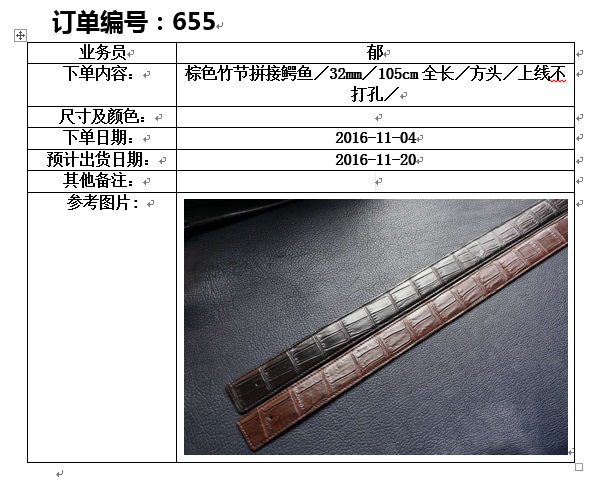 订单编号：655
业务员 郁
下单内容： 棕色竹节拼接鳄鱼／32mm／105cm 全长／方头／上线不
打孔／
尺寸及颜色：
下单日期： 2016-11-04
预计出货日期： 2016-11-20
其他备注：
参考图片: